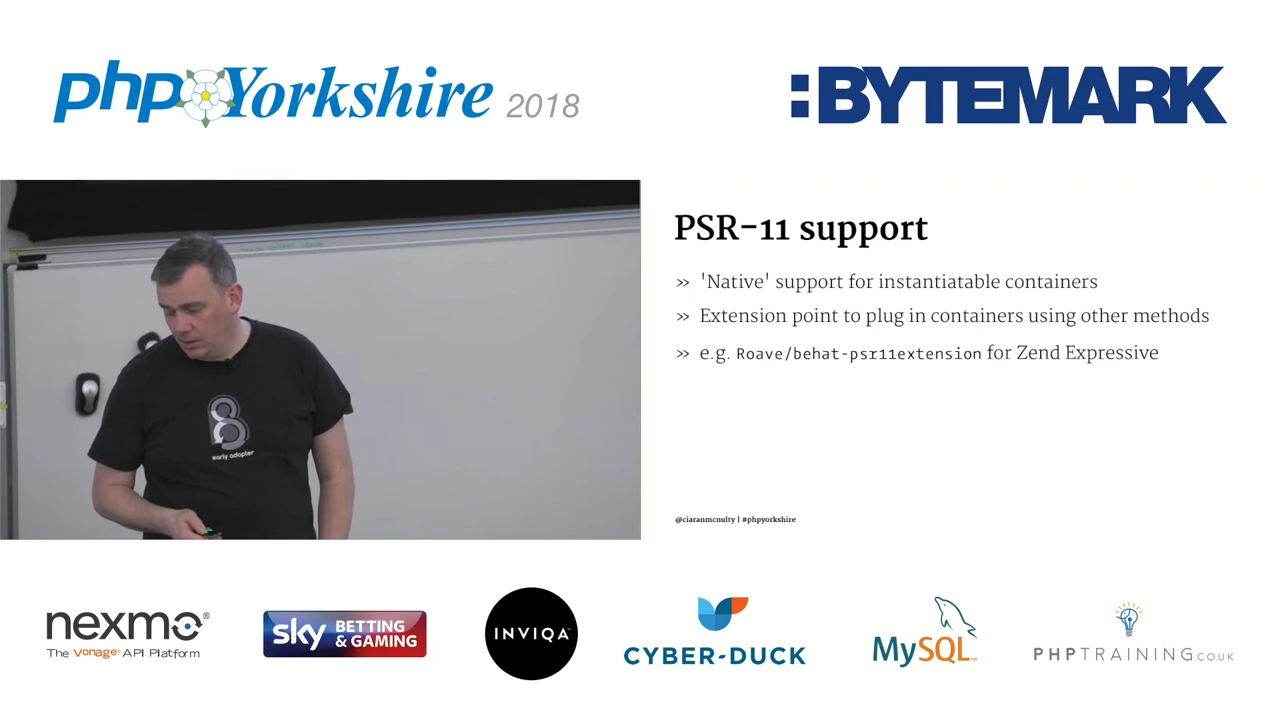 phpYorkshire 2018
:BYTEMARK
PSR-11 support
» 'Native' support for instantiatable containers
» Extension point to plug in containers using other methods
» e.g. Roave/behat-psr11extension for Zend Expressive
@ciaranmcnulty | #phpyorkshire
B
early adopter
nexmo®
The Vonage® API Platform
sky BETTING
& GAMING
INVIQA™
CYBER-DUCK
MySQL™
PHPTRAINING.CO.UK